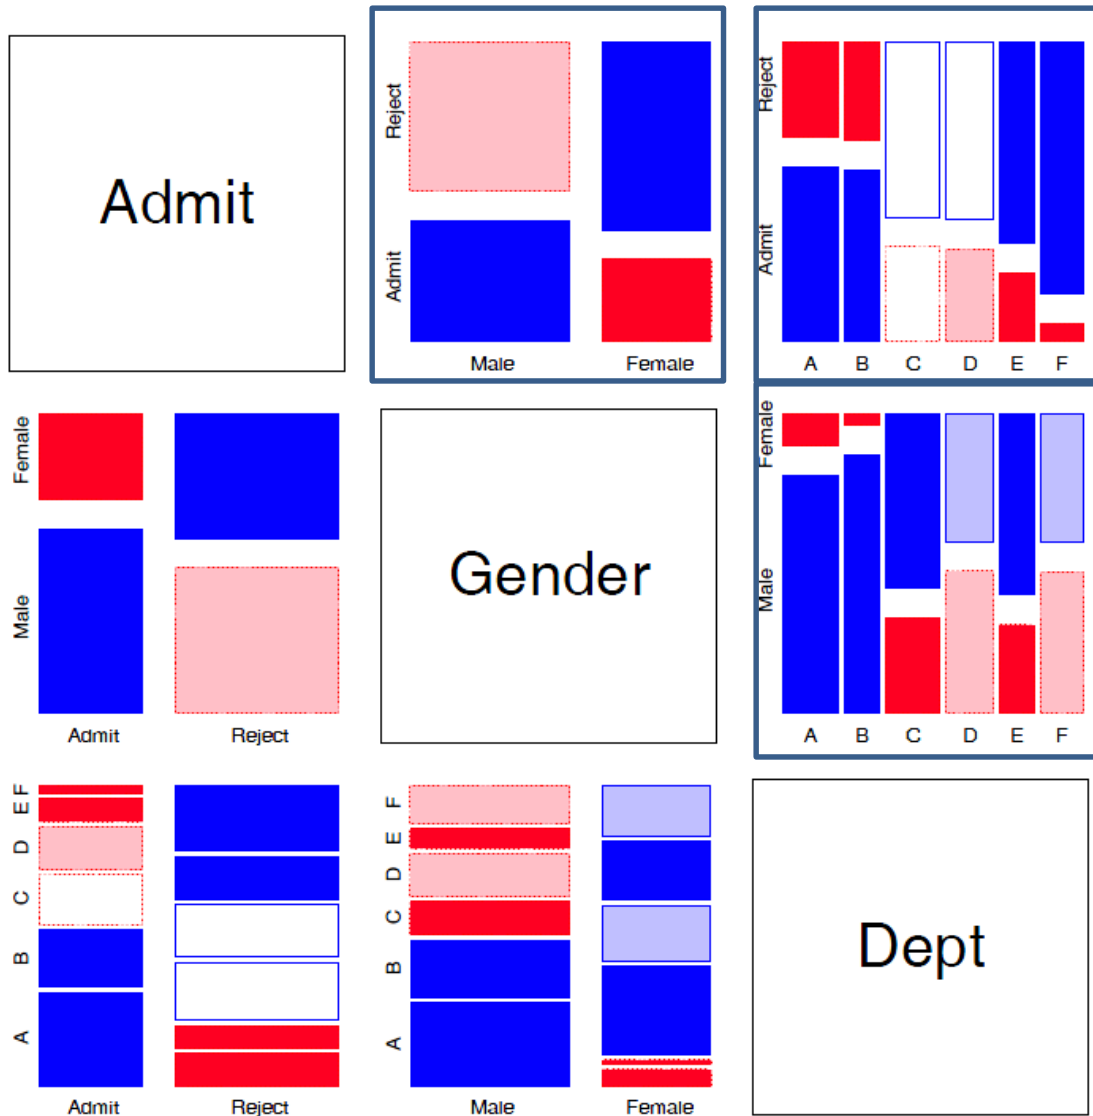 Admit
Reject
Admit
Male Female
Reject
Admit
A B C D E F
Female
Male
Admit Reject
Gender
Female
Male
A B C D E F
F
E
D
C
B
A
Admit Reject
F
E
D
C
B
A
Male Female
Dept